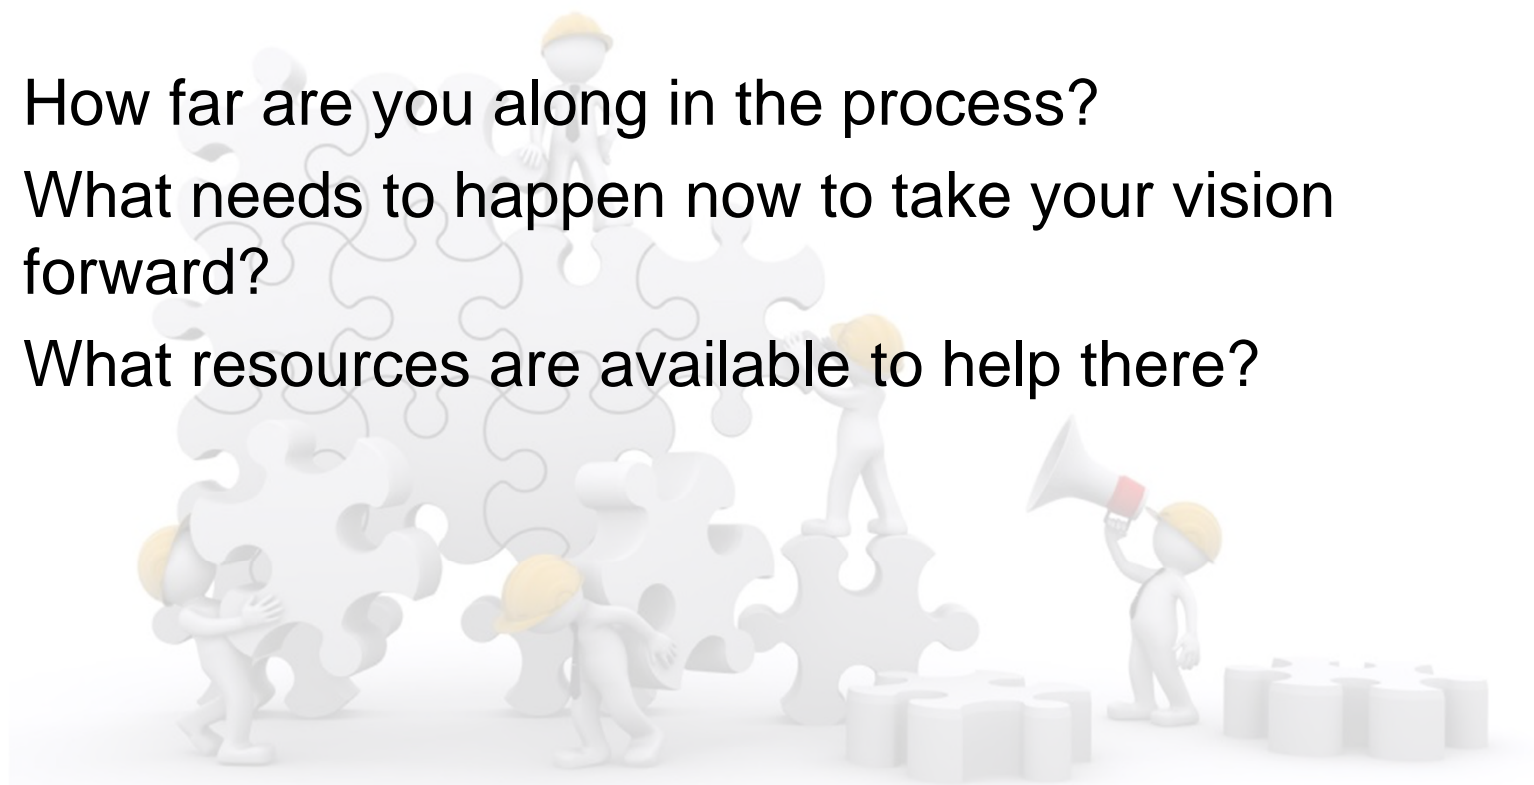 How far are you along in the process?
What needs to happen now to take your vision
forward?
What resources are available to help there?